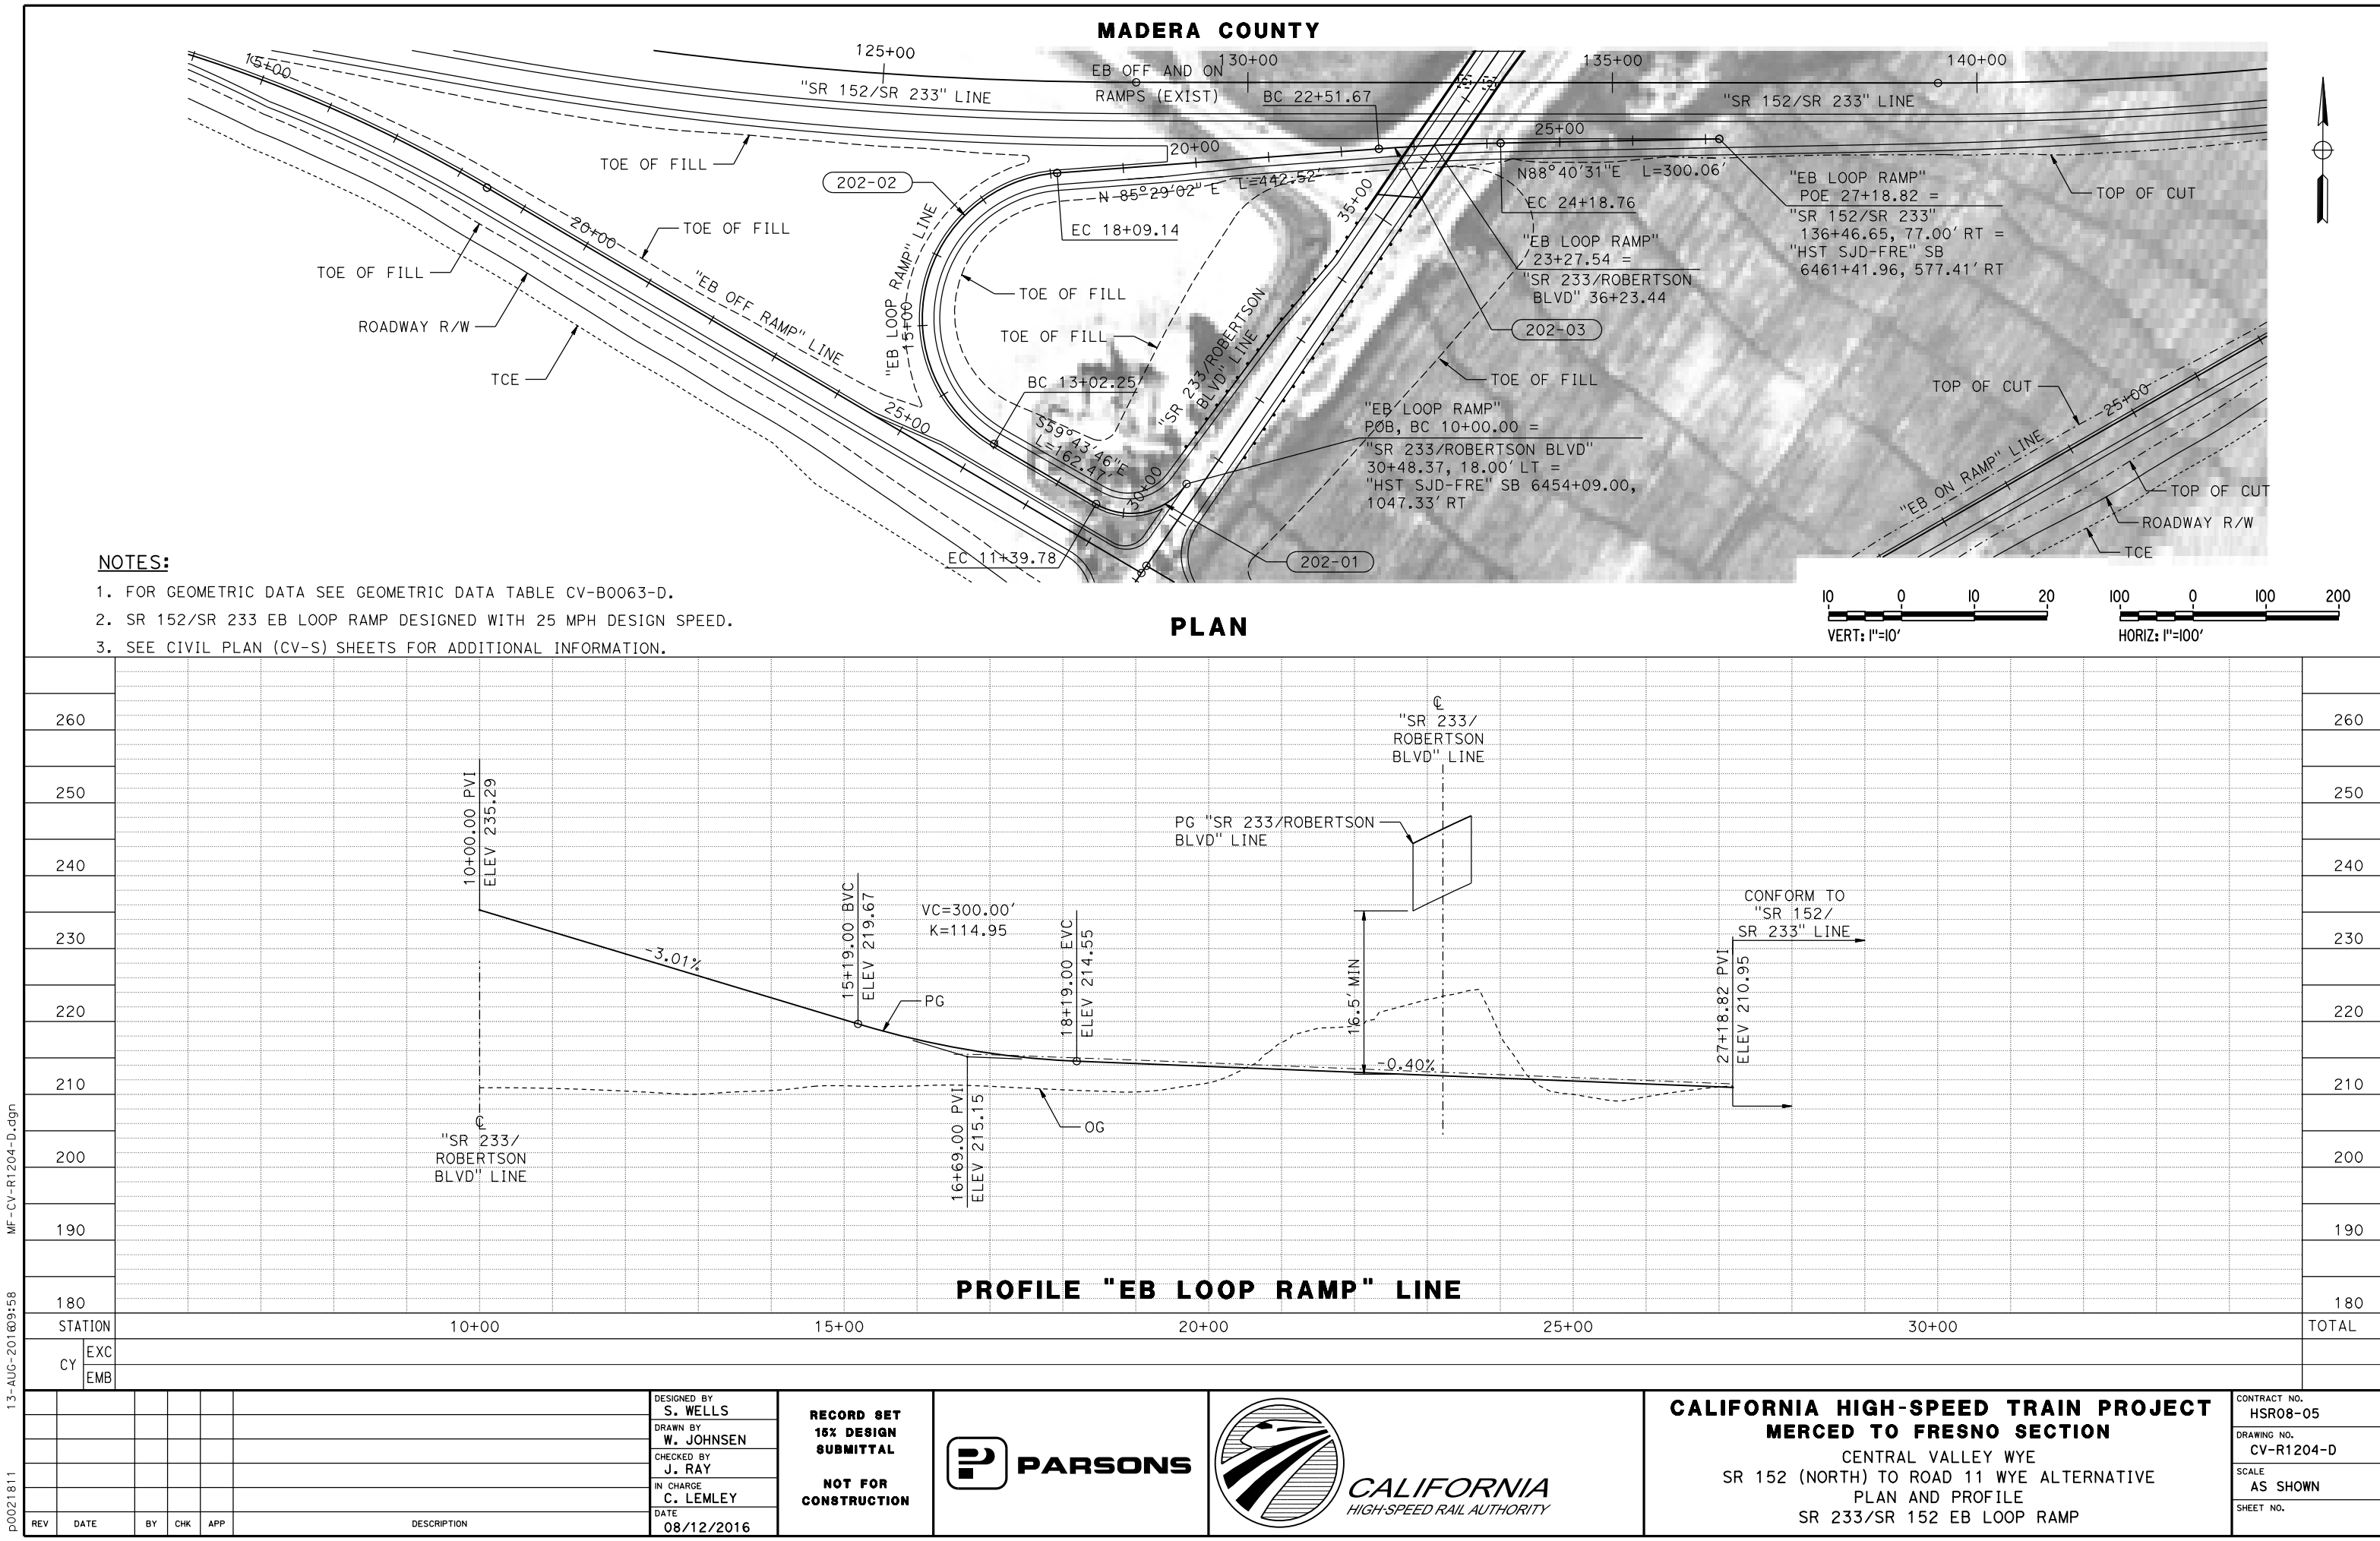 MADERA COUNTY
15+00
125+00
130+00
135+00
140+00
"SR 152/SR 233" LINE
EB OFF AND ON
RAMPS (EXIST)
BC 22+51.67
"SR 152/SR 233" LINE
TOE OF FILL
202-02
20+00
25+00
N 85°29'02" E L=442.52'
N88°40'31"E L=300.06'
EC 24+18.76
EC 18+09.14
"EB LOOP RAMP"
POE 27+18.82 =
"SR 152/SR 233"
136+46.65, 77.00' RT =
"HST SJD-FRE" SB
6461+41.96, 577.41' RT
TOP OF CUT
20+00
TOE OF FILL
TOE OF FILL
ROADWAY R/W
TCE
"EB OFF RAMP" LINE
"EB LOOP RAMP" LINE
15+00
TOE OF FILL
TOE OF FILL
35+00
"EB LOOP RAMP"
23+27.54 =
"SR 233/ROBERTSON
BLVD" 36+23.44
202-03
"SR 233/ROBERTSON
BLVD" LINE
BC 13+02.25
TOE OF FILL
25+00
S59°43'46"E
L=162.47'
30+00
"EB LOOP RAMP"
POB, BC 10+00.00 =
"SR 233/ROBERTSON BLVD"
30+48.37, 18.00' LT =
"HST SJD-FRE" SB 6454+09.00,
1047.33' RT
EC 11+39.78
202-01
TOP OF CUT
25+00
"EB ON RAMP" LINE
TOP OF CUT
ROADWAY R/W
TCE
NOTES:
1. FOR GEOMETRIC DATA SEE GEOMETRIC DATA TABLE CV-B0063-D.
2. SR 152/SR 233 EB LOOP RAMP DESIGNED WITH 25 MPH DESIGN SPEED.
3. SEE CIVIL PLAN (CV-S) SHEETS FOR ADDITIONAL INFORMATION.
PLAN
10 0 10 20
VERT: 1"=10'
100 0 100 200
HORIZ: 1"=100'
260 260
250 250
240 240
230 230
220 220
210 210
200 200
190 190
180 180
10+00.00 PVI
ELEV 235.29
-3.01%
15+19.00 BVC
ELEV 219.67
VC=300.00'
K=114.95
PG
18+19.00 EVC
ELEV 214.55
16+69.00 PVI
ELEV 215.15
OG
℄
"SR 233/
ROBERTSON
BLVD" LINE
℄
"SR 233/
ROBERTSON
BLVD" LINE
PG "SR 233/ROBERTSON
BLVD" LINE
16.5' MIN
-0.40%
CONFORM TO
"SR 152/
SR 233" LINE
27+18.82 PVI
ELEV 210.95
PROFILE "EB LOOP RAMP" LINE
STATION 10+00 15+00 20+00 25+00 30+00 TOTAL
CY
EXC
EMB
REV DATE BY CHK APP DESCRIPTION
DESIGNED BY
S. WELLS
DRAWN BY
W. JOHNSEN
CHECKED BY
J. RAY
IN CHARGE
C. LEMLEY
DATE
08/12/2016
RECORD SET
15% DESIGN
SUBMITTAL
NOT FOR
CONSTRUCTION
PARSONS
CALIFORNIA
HIGH-SPEED RAIL AUTHORITY
CALIFORNIA HIGH-SPEED TRAIN PROJECT
MERCED TO FRESNO SECTION
CENTRAL VALLEY WYE
SR 152 (NORTH) TO ROAD 11 WYE ALTERNATIVE
PLAN AND PROFILE
SR 233/SR 152 EB LOOP RAMP
CONTRACT NO.
HSR08-05
DRAWING NO.
CV-R1204-D
SCALE
AS SHOWN
SHEET NO.
p0021811
13-AUG-2016
09:58
MF-CV-R1204-D.dgn